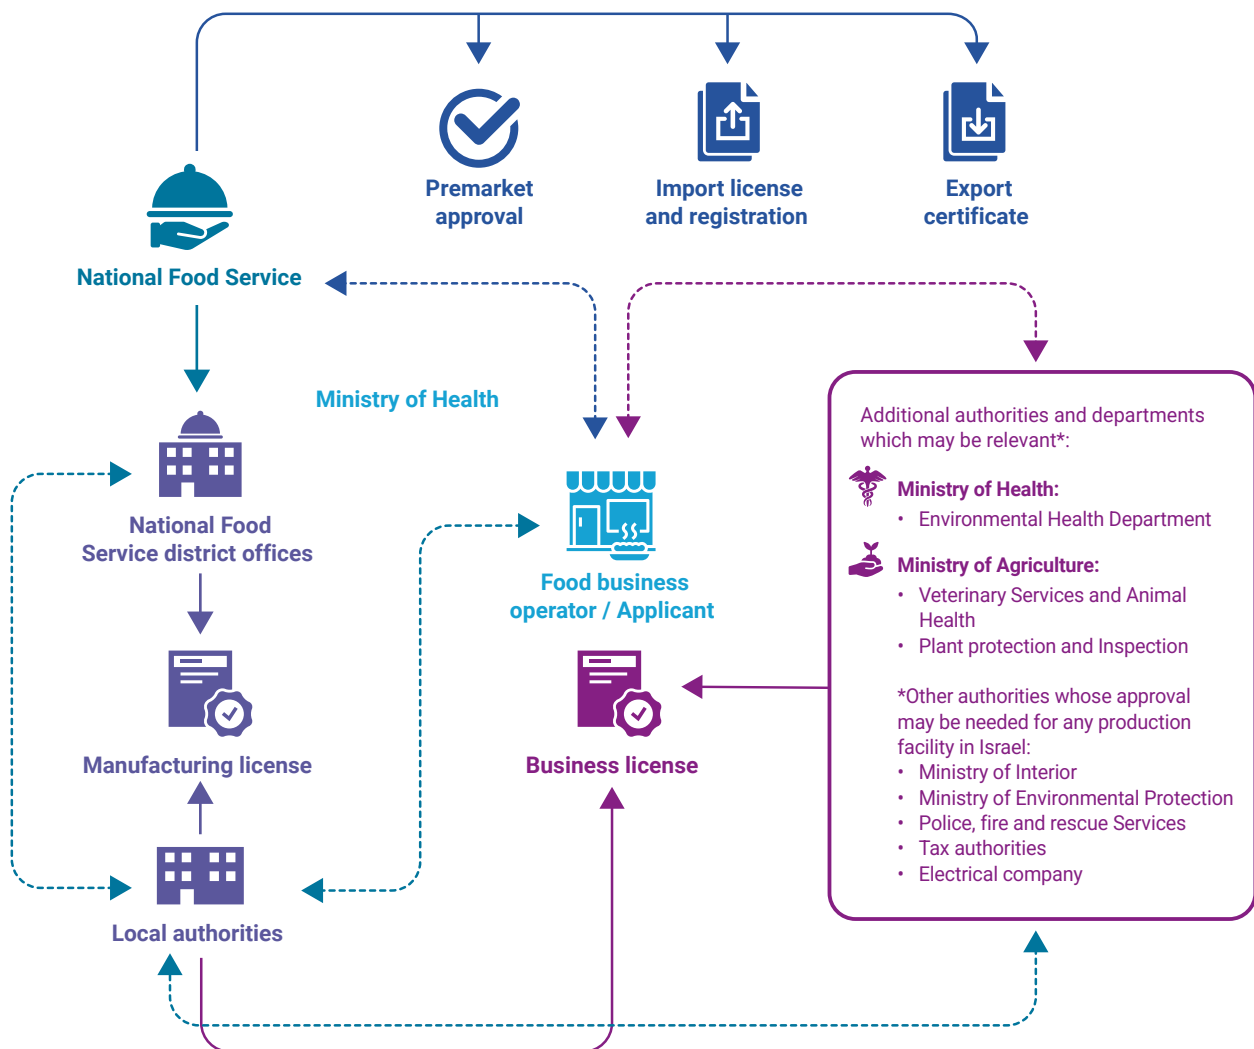 Premarket
approval
Import license
and registration
Export
certificate
National Food Service
Ministry of Health
National Food
Service district offices
Food business
operator / Applicant
Manufacturing license
Business license
Local authorities
Additional authorities and departments
which may be relevant*:
Ministry of Health:
• Environmental Health Department
Ministry of Agriculture:
• Veterinary Services and Animal
Health
• Plant protection and Inspection
*Other authorities whose approval
may be needed for any production
facility in Israel:
• Ministry of Interior
• Ministry of Environmental Protection
• Police, fire and rescue Services
• Tax authorities
• Electrical company